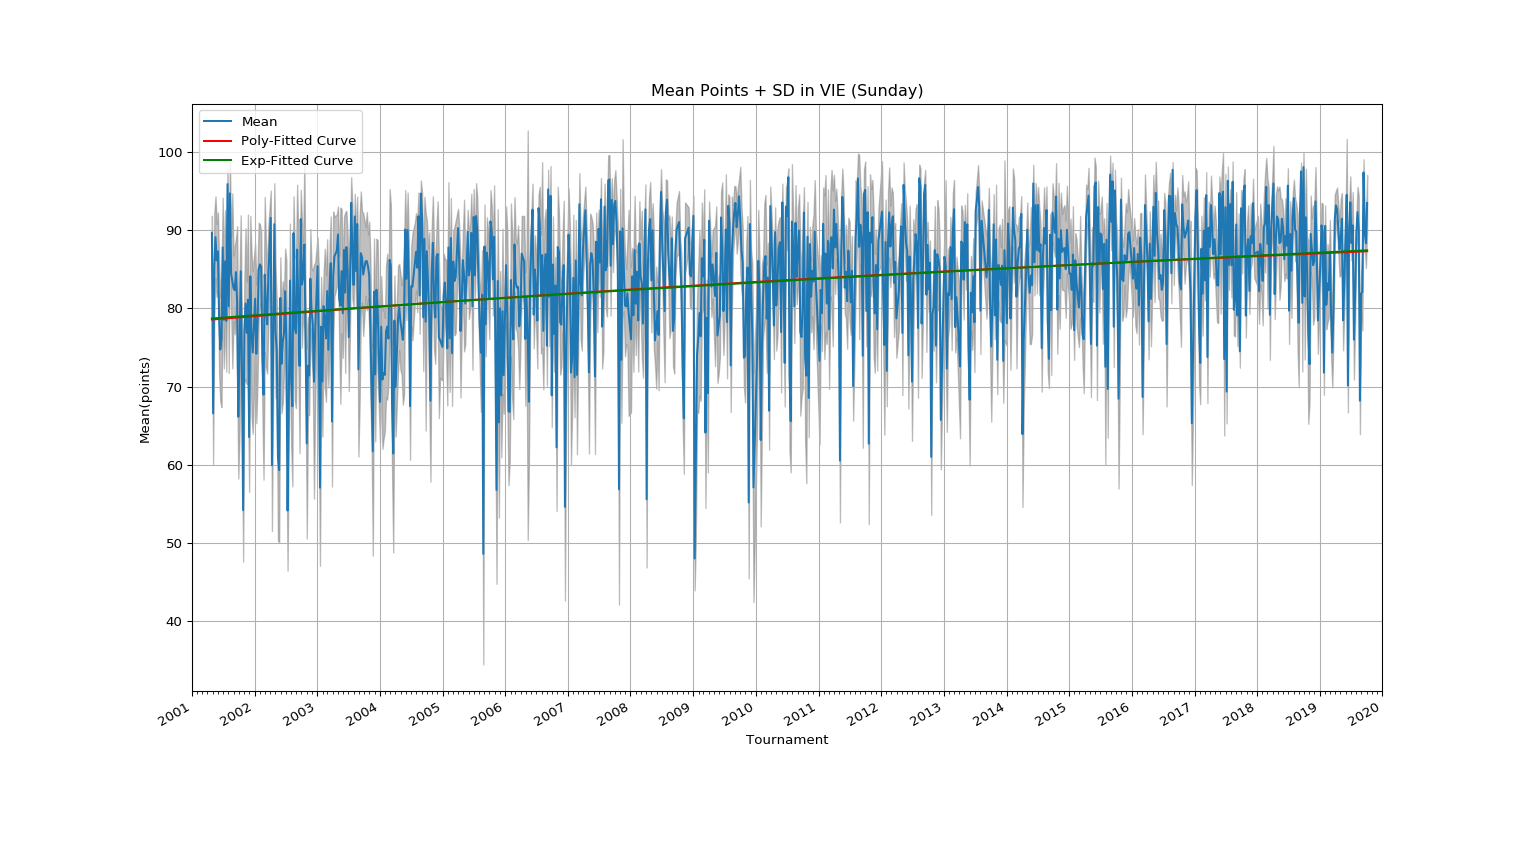 Mean Points + SD in VIE (Sunday)
Mean
Poly-Fitted Curve
Exp-Fitted Curve
100
90
80
70
60
50
40
Mean(points)
2001 2002 2003 2004 2005 2006 2007 2008 2009 2010 2011 2012 2013 2014 2015 2016 2017 2018 2019 2020
Tournament